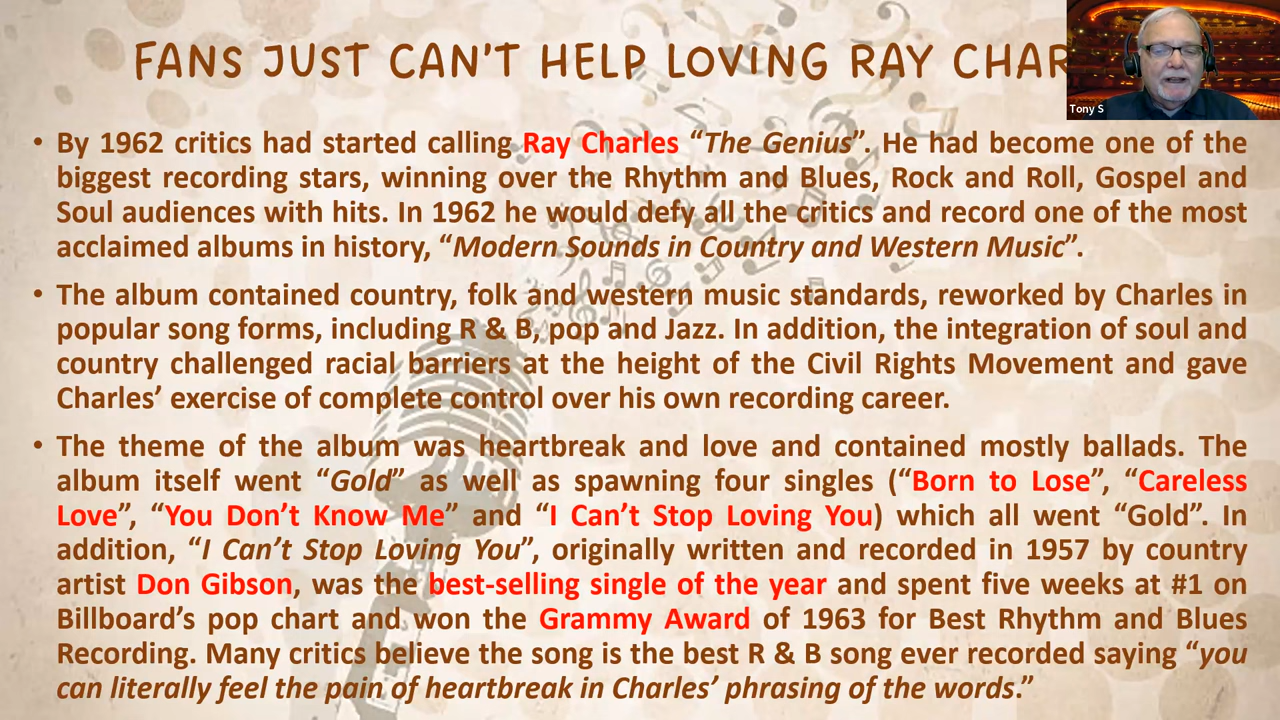 FANS JUST CAN'T HELP LOVING RAY CHAR
Tony S
• By 1962 critics had started calling Ray Charles “The Genius”. He had become one of the
biggest recording stars, winning over the Rhythm and Blues, Rock and Roll, Gospel and
Soul audiences with hits. In 1962 he would defy all the critics and record one of the most
acclaimed albums in history, “Modern Sounds in Country and Western Music”.
• The album contained country, folk and western music standards, reworked by Charles in
popular song forms, including R & B, pop and Jazz. In addition, the integration of soul and
country challenged racial barriers at the height of the Civil Rights Movement and gave
Charles’ exercise of complete control over his own recording career.
• The theme of the album was heartbreak and love and contained mostly ballads. The
album itself went “Gold” as well as spawning four singles (“Born to Lose”, “Careless
Love”, “You Don’t Know Me” and “I Can’t Stop Loving You) which all went “Gold”. In
addition, “I Can’t Stop Loving You”, originally written and recorded in 1957 by country
artist Don Gibson, was the best-selling single of the year and spent five weeks at #1 on
Billboard’s pop chart and won the Grammy Award of 1963 for Best Rhythm and Blues
Recording. Many critics believe the song is the best R & B song ever recorded saying “you
can literally feel the pain of heartbreak in Charles’ phrasing of the words.”